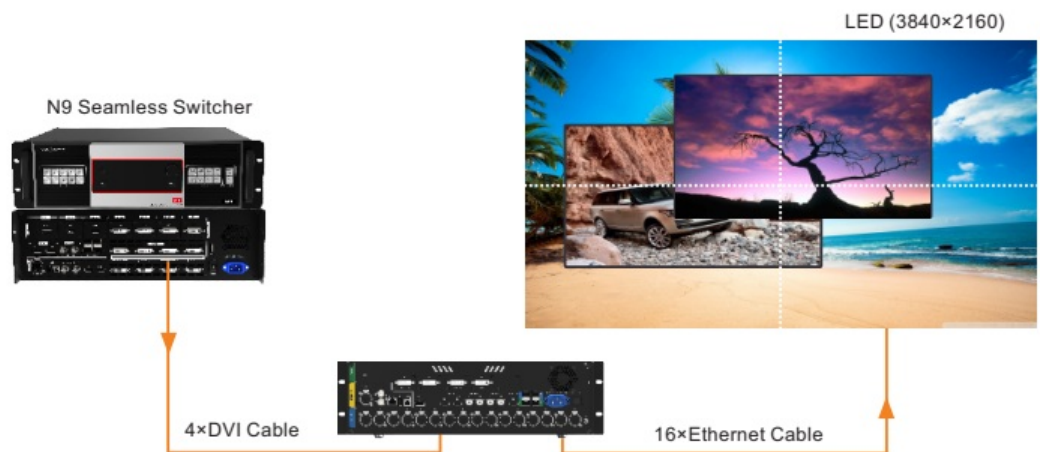 LED (3840×2160)
N9 Seamless Switcher
4×DVI Cable
16×Ethernet Cable